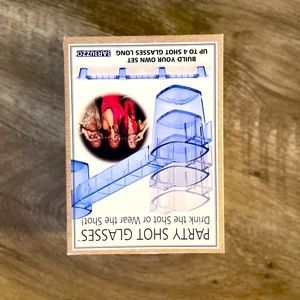 PARTY SHOT GLASSES™
Drink the Shot or Wear the Shot!
BUILD YOUR OWN SET
UP TO 4 SHOT GLASSES LONG
BARBUZZO